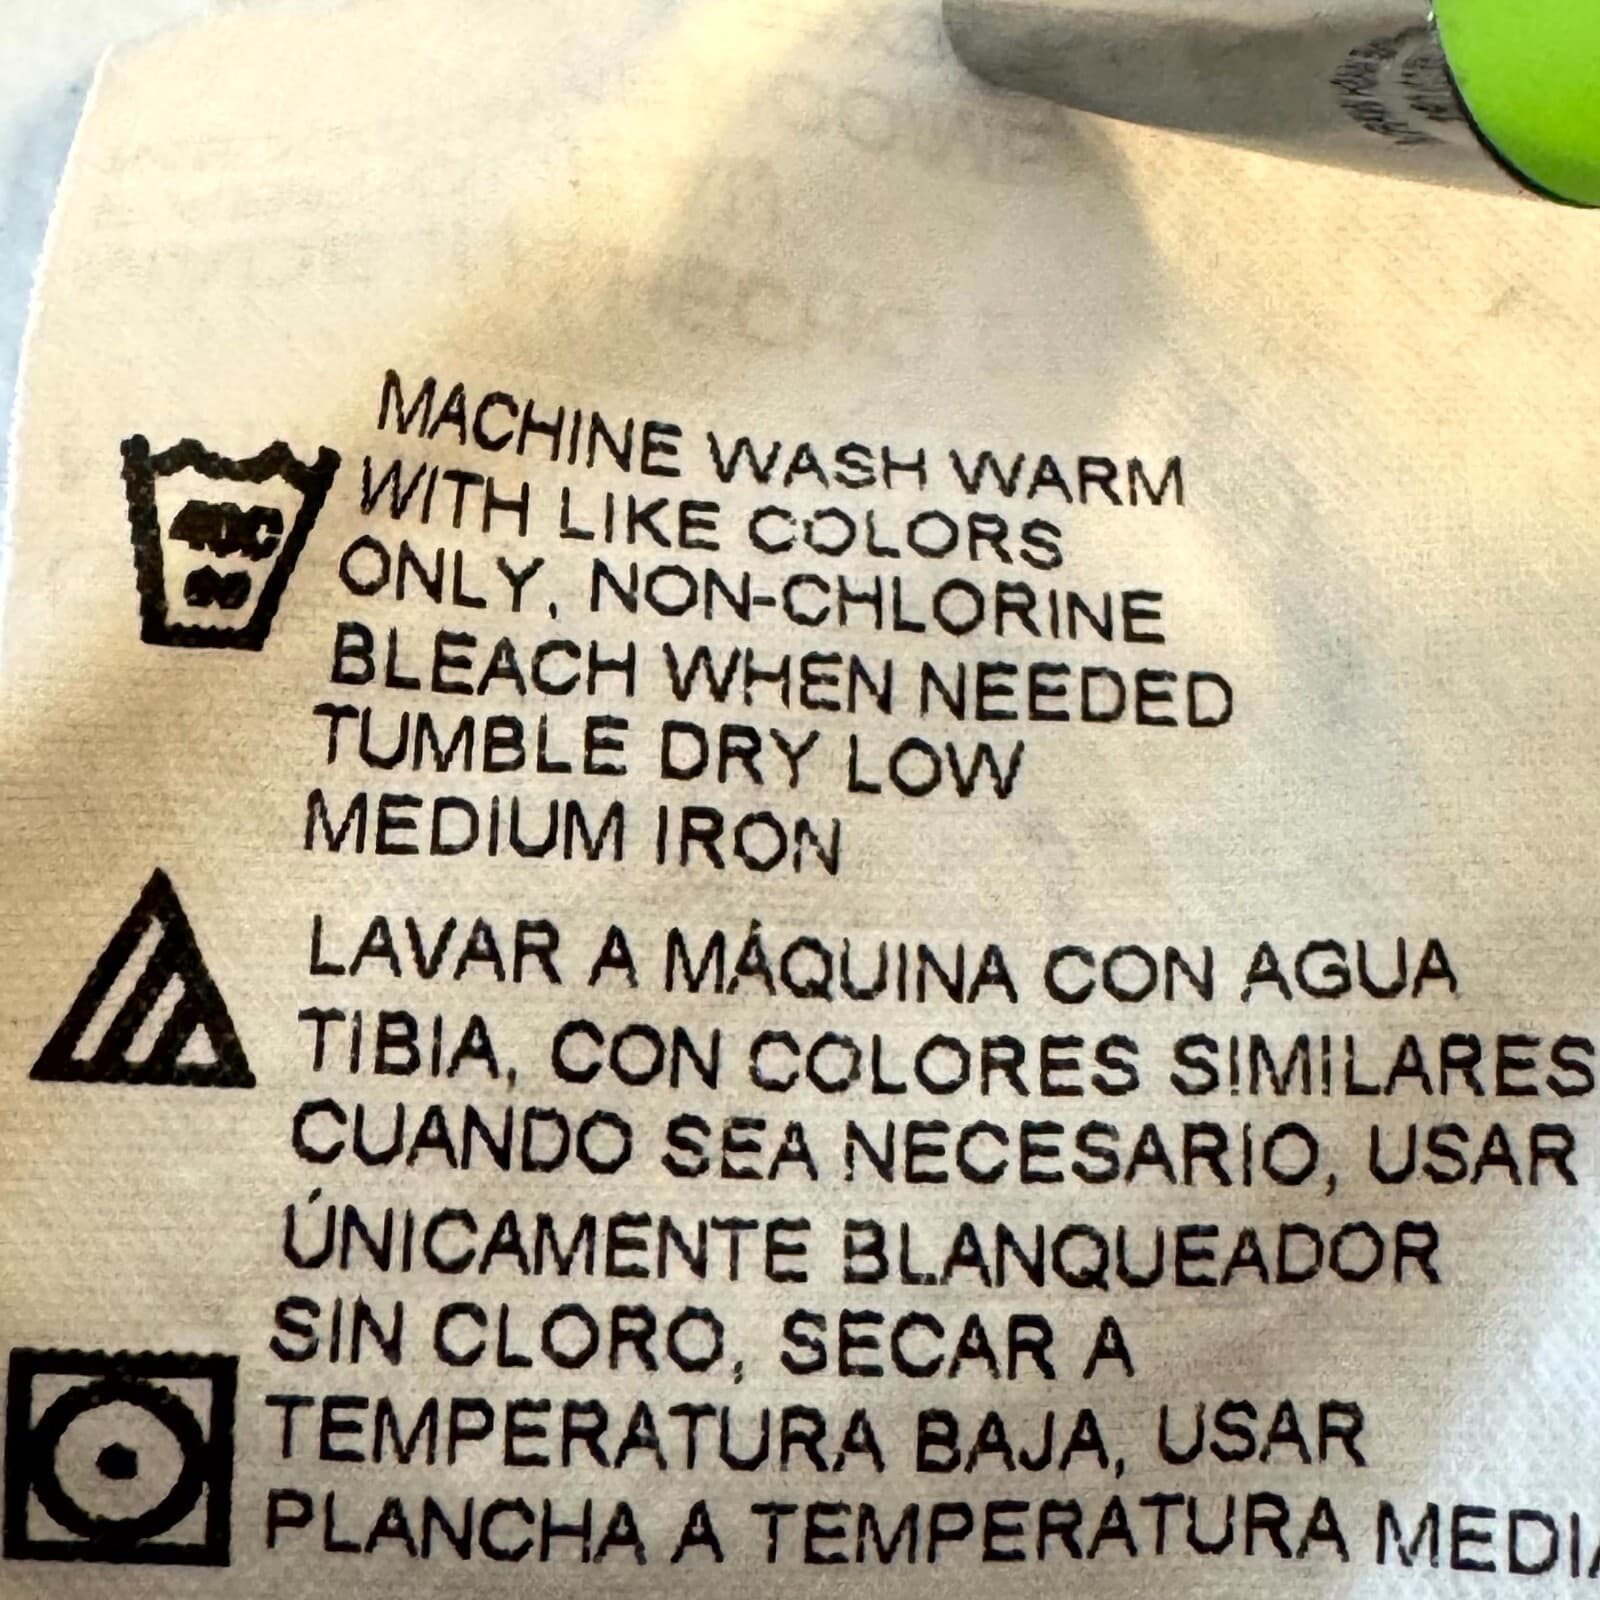 MACHINE WASH WARM
WITH LIKE COLORS
ONLY, NON-CHLORINE
BLEACH WHEN NEEDED
TUMBLE DRY LOW
MEDIUM IRON
LAVAR A MÁQUINA CON AGUA
TIBIA, CON COLORES SIMILARES
CUANDO SEA NECESARIO, USAR
ÚNICAMENTE BLANQUEADOR
SIN CLORO, SECAR A
TEMPERATURA BAJA, USAR
PLANCHA A TEMPERATURA MEDIA
40C